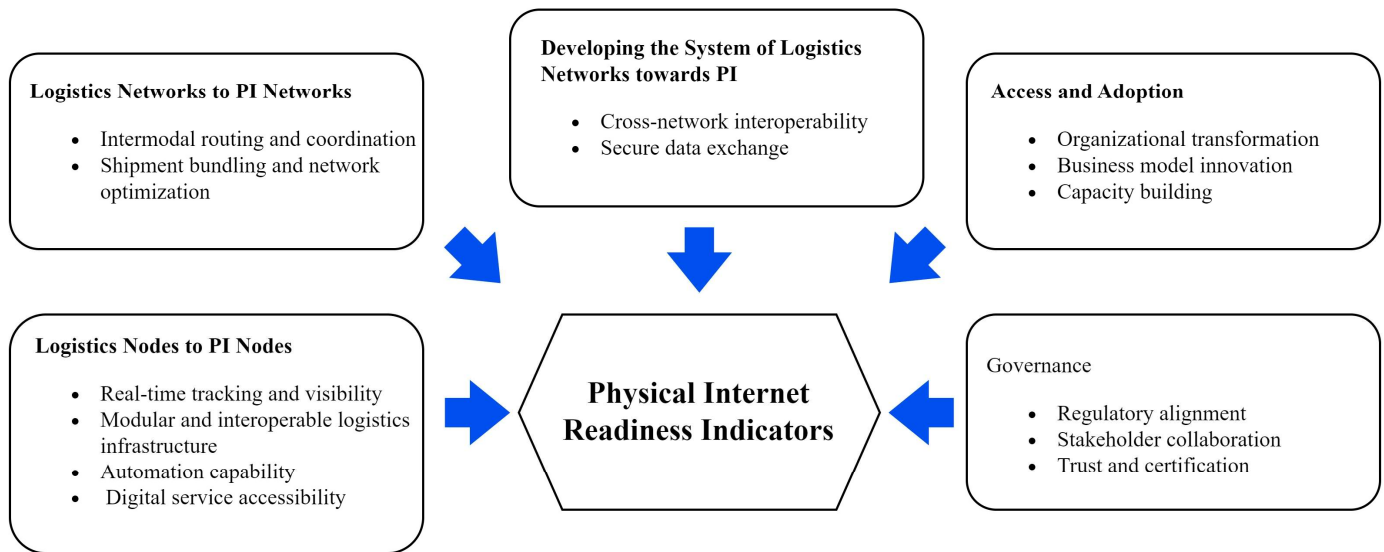 Logistics Networks to PI Networks
• Intermodal routing and coordination
• Shipment bundling and network
optimization
Developing the System of Logistics
Networks towards PI
• Cross-network interoperability
• Secure data exchange
Access and Adoption
• Organizational transformation
• Business model innovation
• Capacity building
Logistics Nodes to PI Nodes
• Real-time tracking and visibility
• Modular and interoperable logistics
infrastructure
• Automation capability
• Digital service accessibility
Physical Internet
Readiness Indicators
Governance
• Regulatory alignment
• Stakeholder collaboration
• Trust and certification